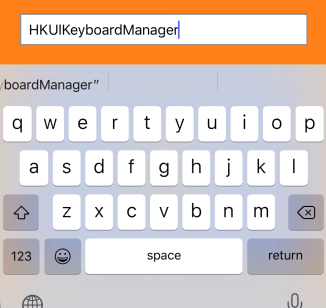 HKUIKeyboardManager
boardManager"
q w e r t y u i o p
a s d f g h j k l
z x c v b n m
123 space return